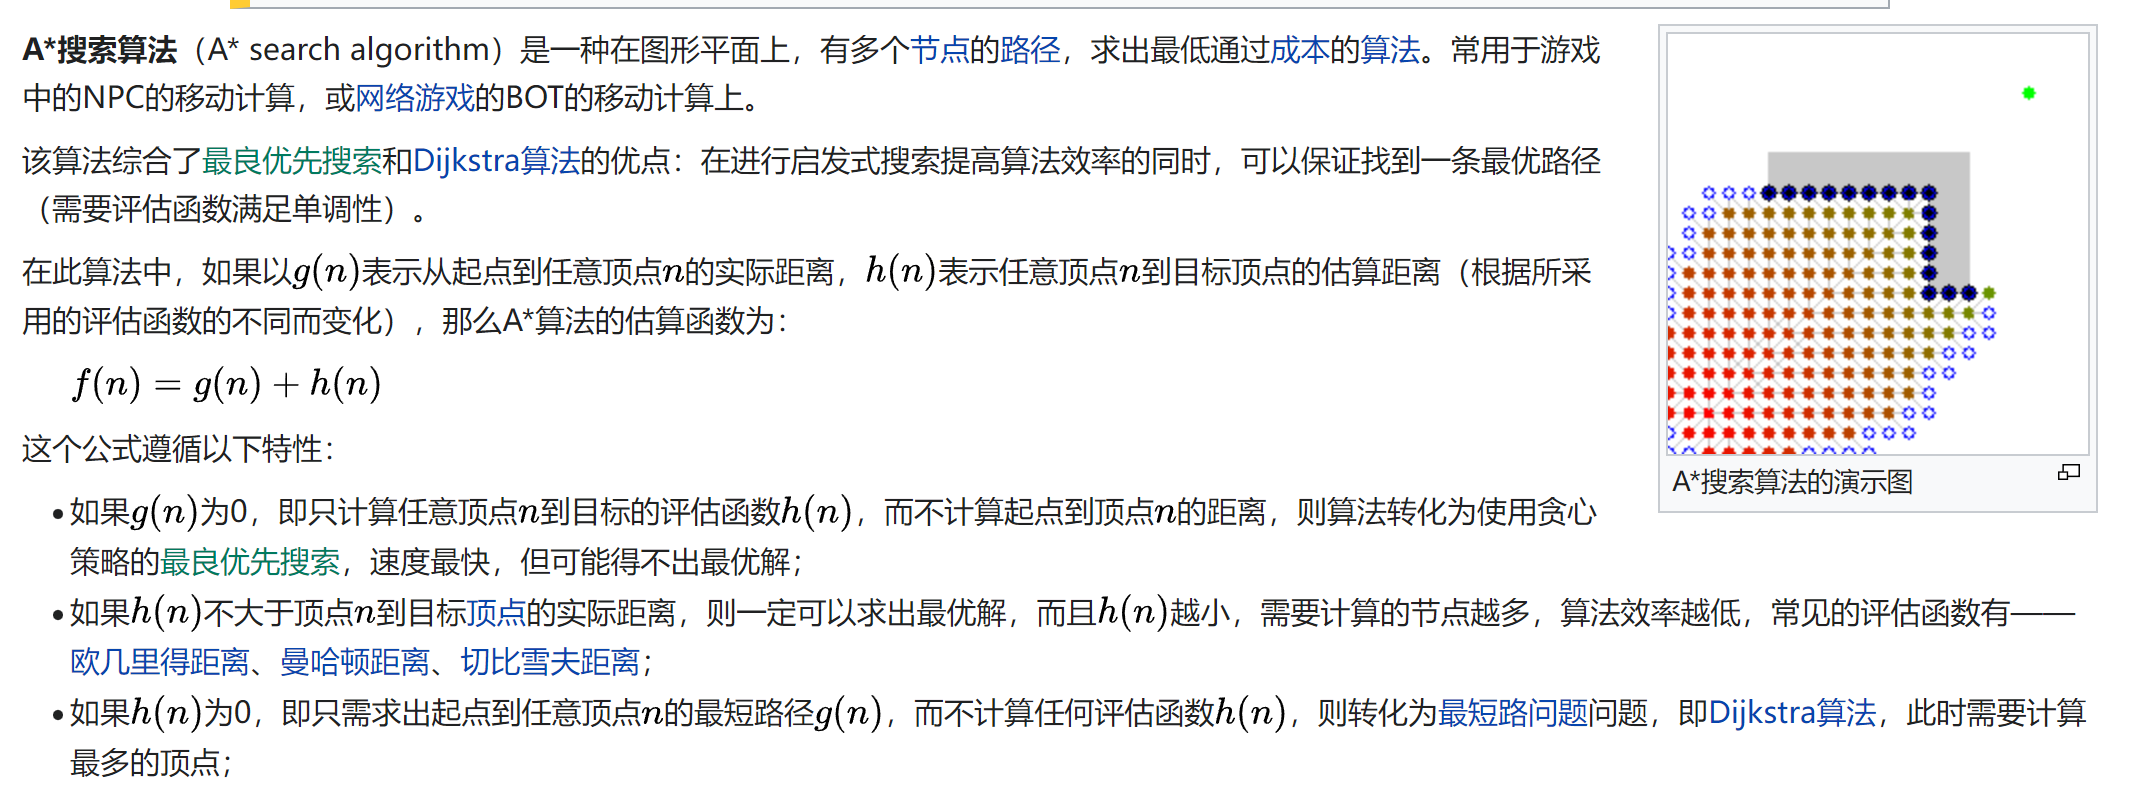 A*搜索算法（A* search algorithm）是一种在图形平面上，有多个节点的路径，求出最低通过成本的算法。常用于游戏
中的NPC的移动计算，或网络游戏的BOT的移动计算上。
该算法综合了最良优先搜索和Dijkstra算法的优点：在进行启发式搜索提高算法效率的同时，可以保证找到一条最优路径
（需要评估函数满足单调性）。
在此算法中，如果以g(n)表示从起点到任意顶点n的实际距离，h(n)表示任意顶点n到目标顶点的估算距离（根据所采
用的评估函数的不同而变化），那么A*算法的估算函数为：
f(n) = g(n) + h(n)
这个公式遵循以下特性：
• 如果g(n)为0，即只计算任意顶点n到目标的评估函数h(n)，而不计算起点到顶点n的距离，则算法转化为使用贪心
策略的最良优先搜索，速度最快，但可能得不出最优解；
• 如果h(n)不大于顶点n到目标顶点的实际距离，则一定可以求出最优解，而且h(n)越小，需要计算的节点越多，算法效率越低，常见的评估函数有——
欧几里得距离、曼哈顿距离、切比雪夫距离；
• 如果h(n)为0，即只需求出起点到任意顶点n的最短路径g(n)，而不计算任何评估函数h(n)，则转化为最短路问题问题，即Dijkstra算法，此时需要计算
最多的顶点；
A*搜索算法的演示图